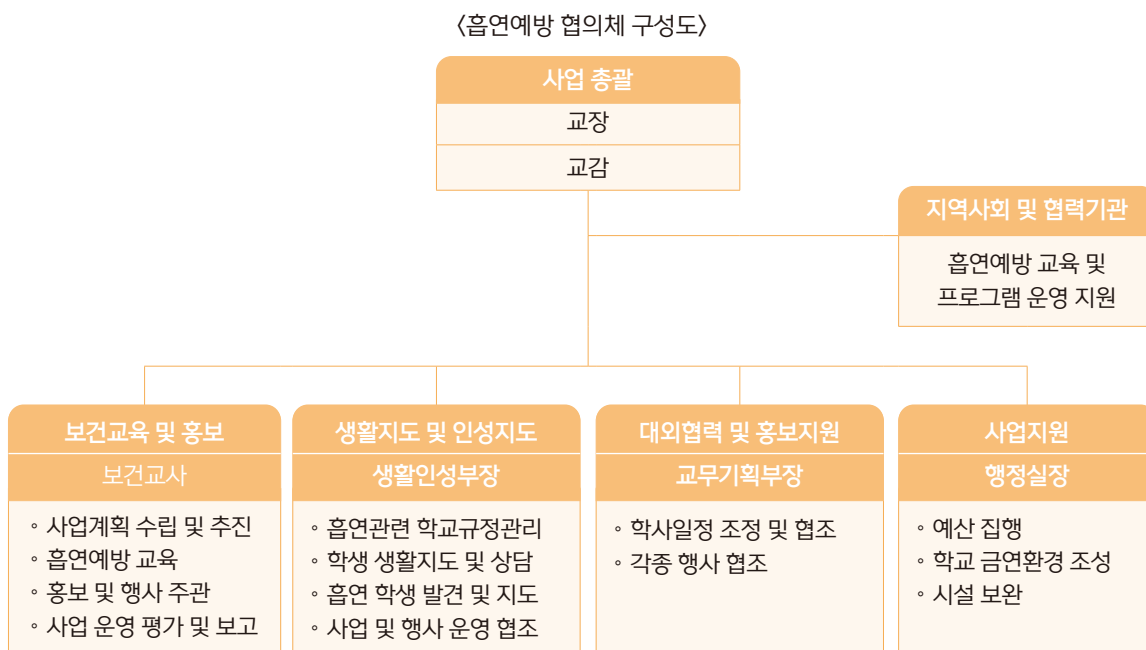 〈흡연예방 협의체 구성도〉
사업 총괄
교장
교감
지역사회 및 협력기관
흡연예방 교육 및
프로그램 운영 지원
보건교육 및 홍보
보건교사
◦ 사업계획 수립 및 추진
◦ 흡연예방 교육
◦ 홍보 및 행사 주관
◦ 사업 운영 평가 및 보고
생활지도 및 인성지도
생활인성부장
◦ 흡연관련 학교규정관리
◦ 학생 생활지도 및 상담
◦ 흡연 학생 발견 및 지도
◦ 사업 및 행사 운영 협조
대외협력 및 홍보지원
교무기획부장
◦ 학사일정 조정 및 협조
◦ 각종 행사 협조
사업지원
행정실장
◦ 예산 집행
◦ 학교 금연환경 조성
◦ 시설 보완